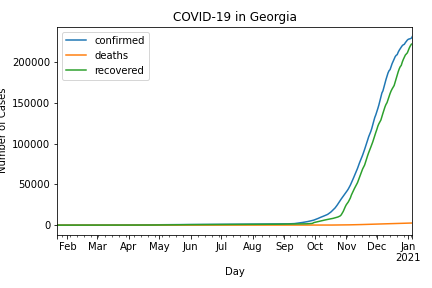 COVID-19 in Georgia
confirmed
deaths
recovered
200000
150000
100000
50000
0
Number of Cases
Feb Mar Apr May Jun Jul Aug Sep Oct Nov Dec Jan
2021
Day